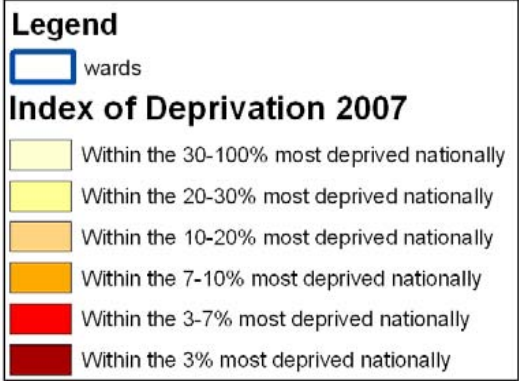 Legend
wards
Index of Deprivation 2007
Within the 30-100% most deprived nationally
Within the 20-30% most deprived nationally
Within the 10-20% most deprived nationally
Within the 7-10% most deprived nationally
Within the 3-7% most deprived nationally
Within the 3% most deprived nationally